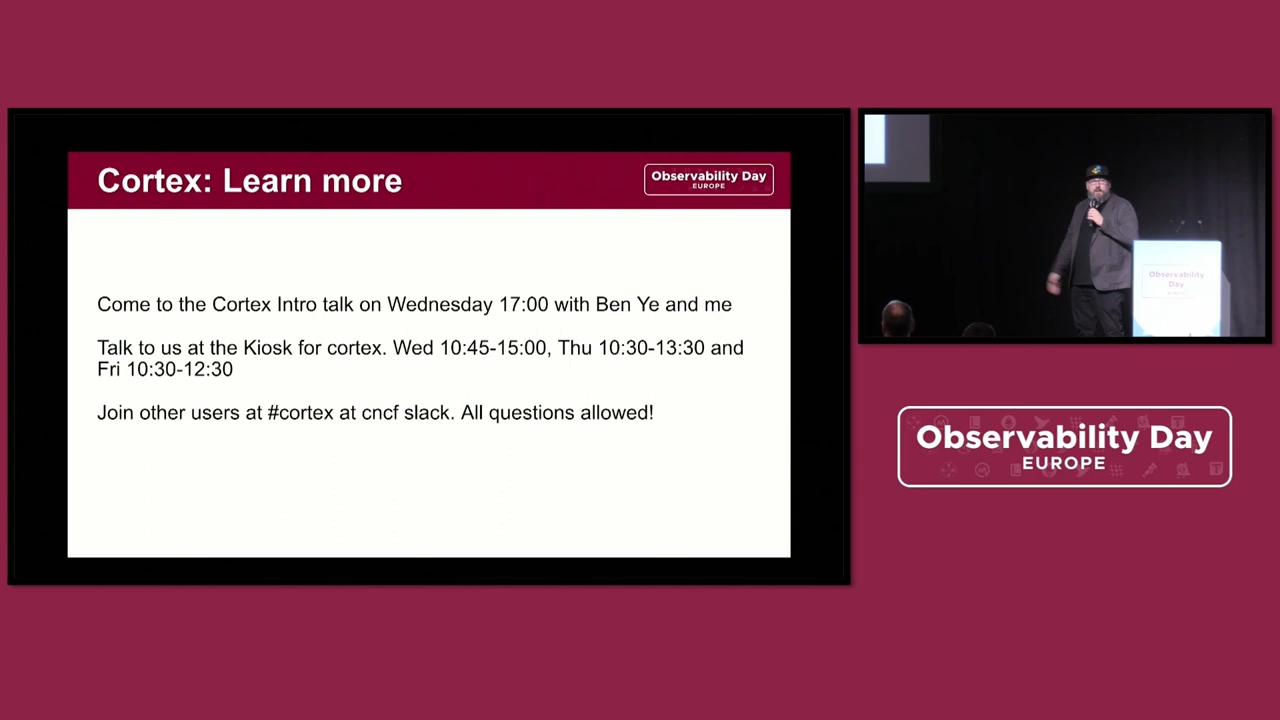 Cortex: Learn more
Observability Day
EUROPE
Come to the Cortex Intro talk on Wednesday 17:00 with Ben Ye and me
Talk to us at the Kiosk for cortex. Wed 10:45-15:00, Thu 10:30-13:30 and
Fri 10:30-12:30
Join other users at #cortex at cncf slack. All questions allowed!
Observability
Day
Observability Day
EUROPE